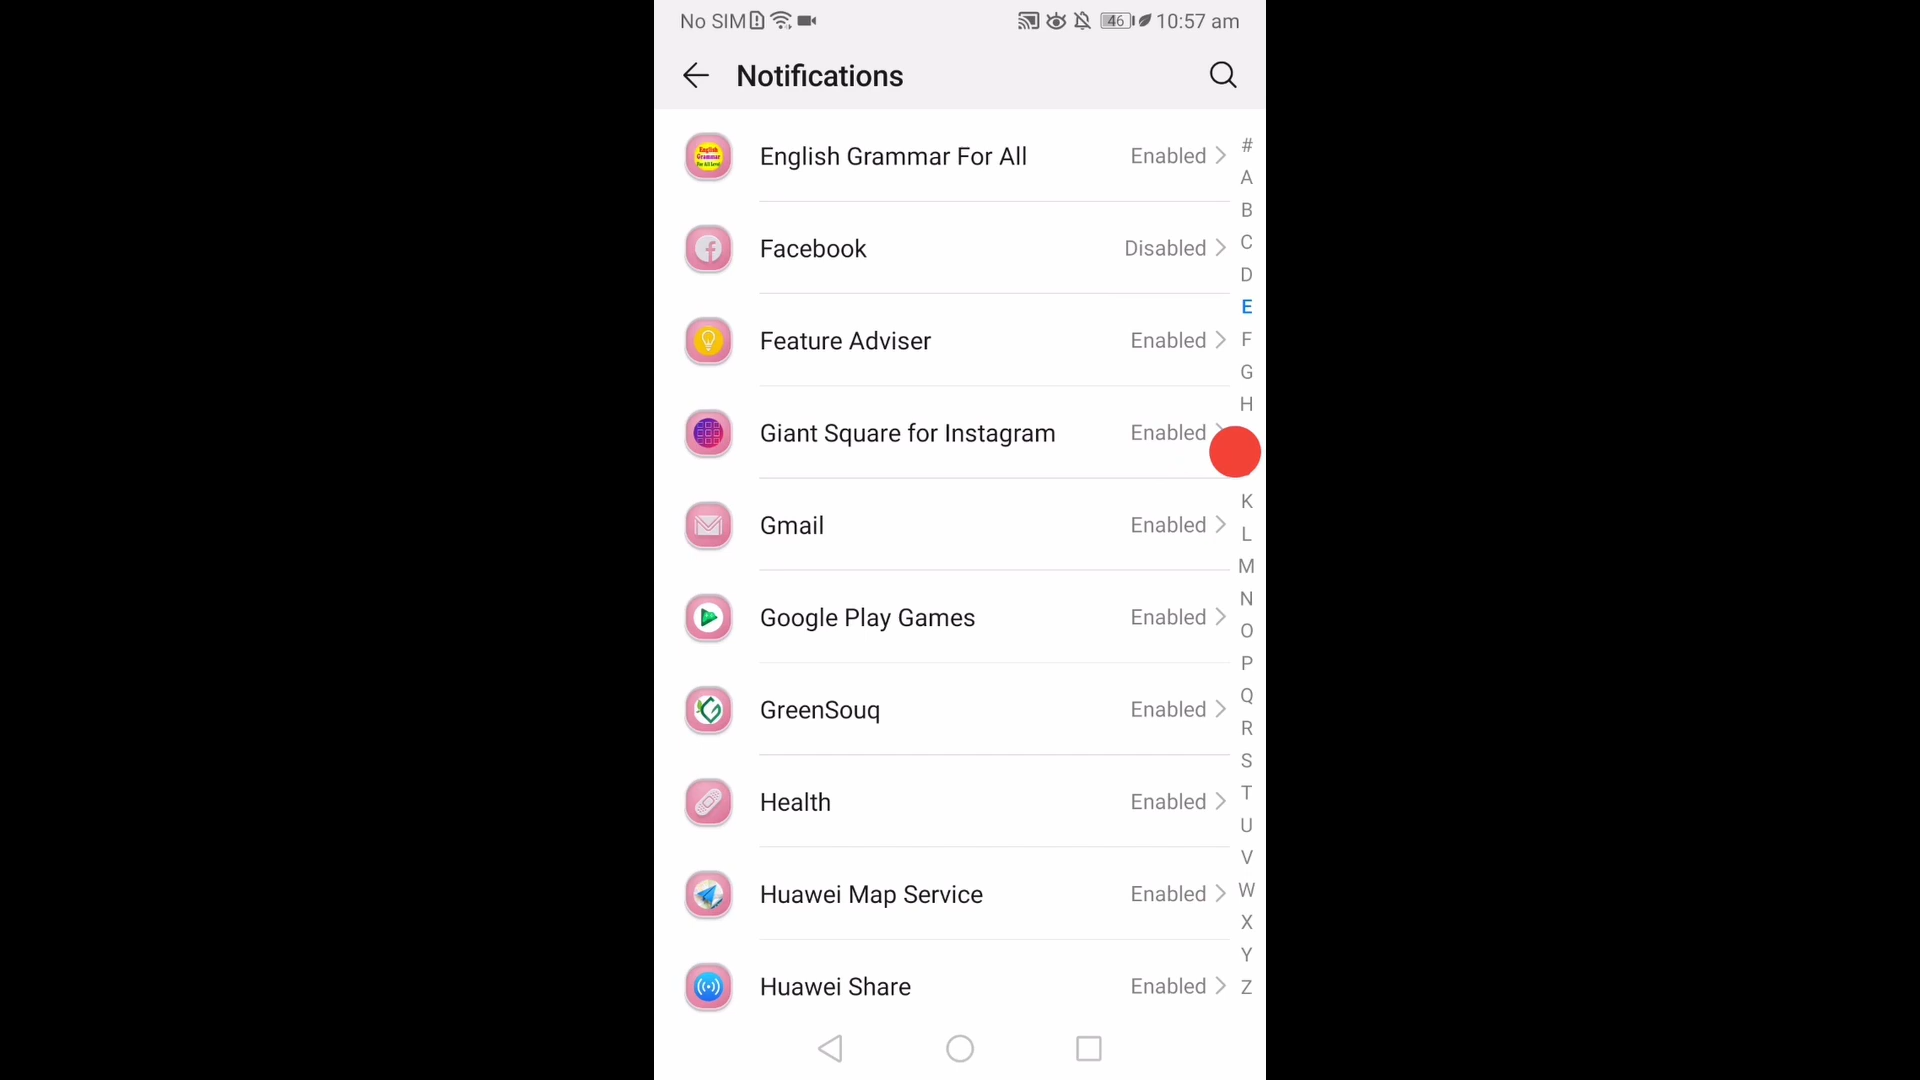 No SIM 46 10:57 am
Notifications
English Grammar For All Enabled
Facebook Disabled
Feature Adviser Enabled
Giant Square for Instagram Enabled
Gmail Enabled
Google Play Games Enabled
GreenSouq Enabled
Health Enabled
Huawei Map Service Enabled
Huawei Share Enabled
#
A
B
C
D
E
F
G
H
K
L
M
N
O
P
Q
R
S
T
U
V
W
X
Y
Z